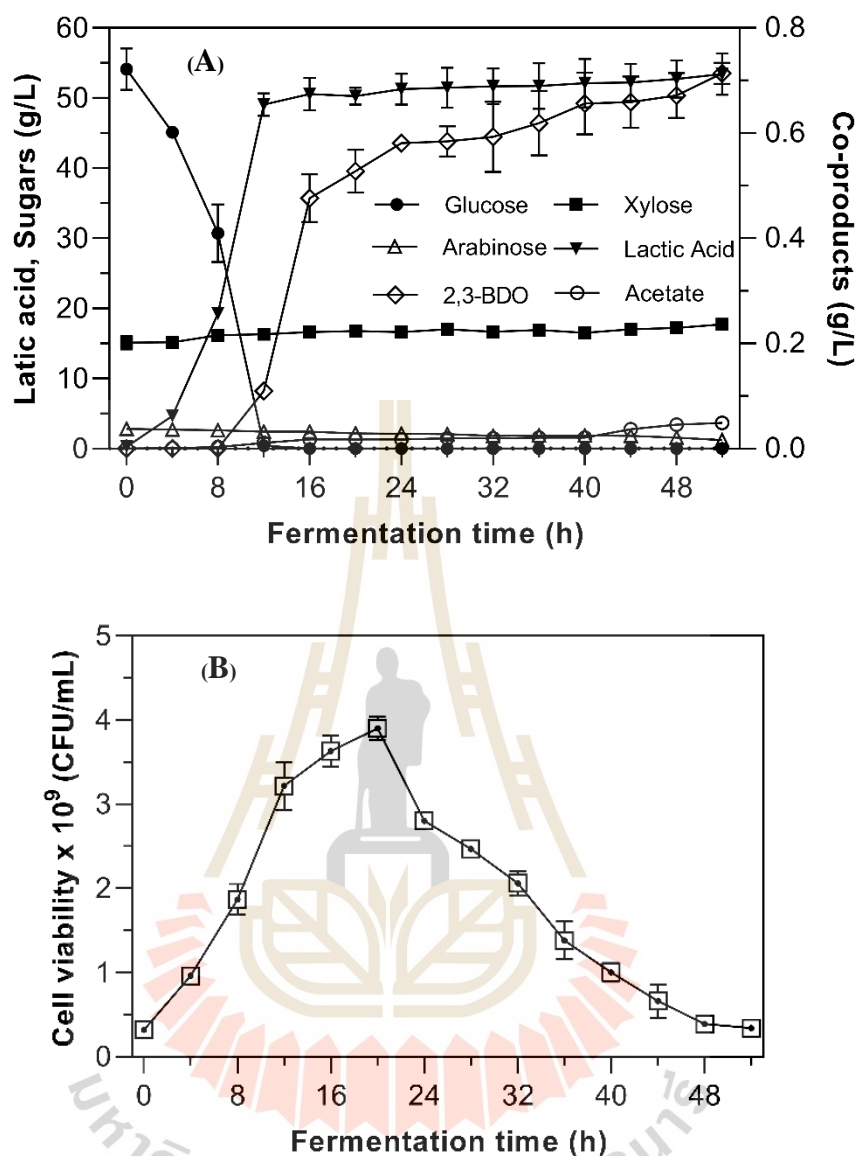 (A)
60
50
40
30
20
10
0
Latic acid, Sugars (g/L)
0.8
0.6
0.4
0.2
0.0
Co-products (g/L)
Glucose
Xylose
Arabinose
Lactic Acid
2,3-BDO
Acetate
0 8 16 24 32 40 48
Fermentation time (h)
(B)
5
4
3
2
1
0
Cell viability x 10⁹ (CFU/mL)
0 8 16 24 32 40 48
Fermentation time (h)